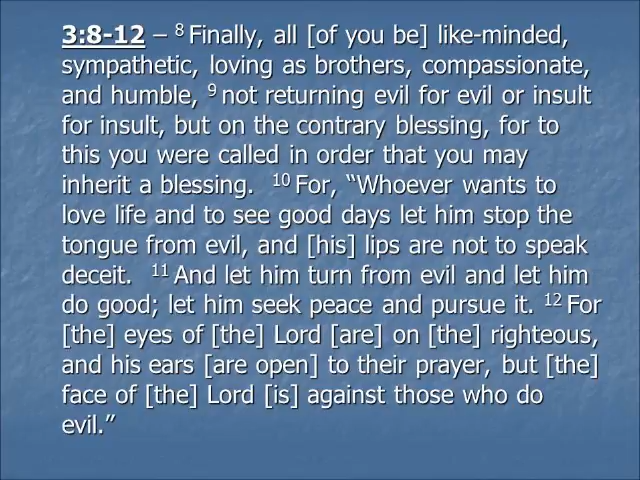 3:8-12 – 8 Finally, all [of you be] like-minded,
sympathetic, loving as brothers, compassionate,
and humble, 9 not returning evil for evil or insult
for insult, but on the contrary blessing, for to
this you were called in order that you may
inherit a blessing. 10 For, “Whoever wants to
love life and to see good days let him stop the
tongue from evil, and [his] lips are not to speak
deceit. 11 And let him turn from evil and let him
do good; let him seek peace and pursue it. 12 For
[the] eyes of [the] Lord [are] on [the] righteous,
and his ears [are open] to their prayer, but [the]
face of [the] Lord [is] against those who do
evil.”